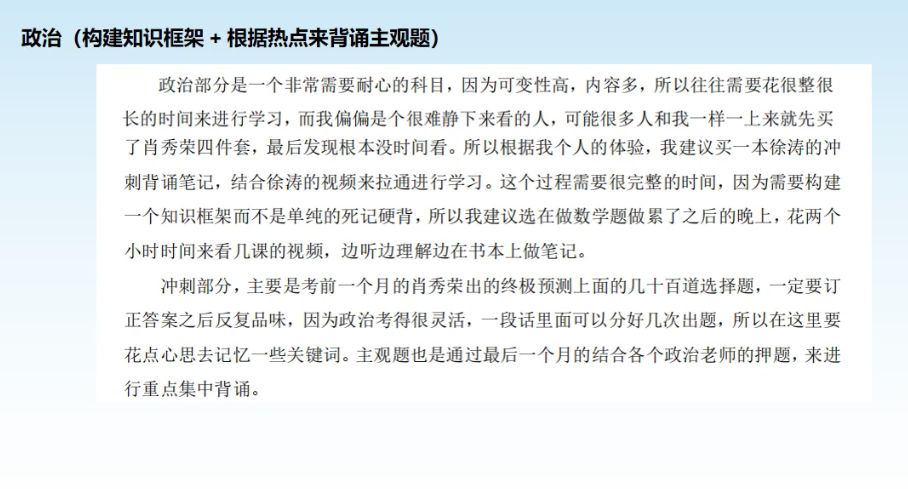 政治（构建知识框架 + 根据热点来背诵主观题）
政治部分是一个非常需要耐心的科目，因为可变性高，内容多，所以往往需要花很整很
长的时间来进行学习，而我偏偏是个很难静下来看的人，可能很多人和我一样一上来就先买
了肖秀荣四件套，最后发现根本没时间看。所以根据我个人的体验，我建议买一本徐涛的冲
刺背诵笔记，结合徐涛的视频来拉通进行学习。这个过程需要很完整的时间，因为需要构建
一个知识框架而不是单纯的死记硬背，所以我建议选在做数学题做累了之后的晚上，花两个
小时时间来看几课的视频，边听边理解边在书本上做笔记。
冲刺部分，主要是考前一个月的肖秀荣出的终极预测上面的几十百道选择题，一定要订
正答案之后反复品味，因为政治考得很灵活，一段话里面可以分好几次出题，所以在这里要
花点心思去记忆一些关键词。主观题也是通过最后一个月的结合各个政治老师的押题，来进
行重点集中背诵。